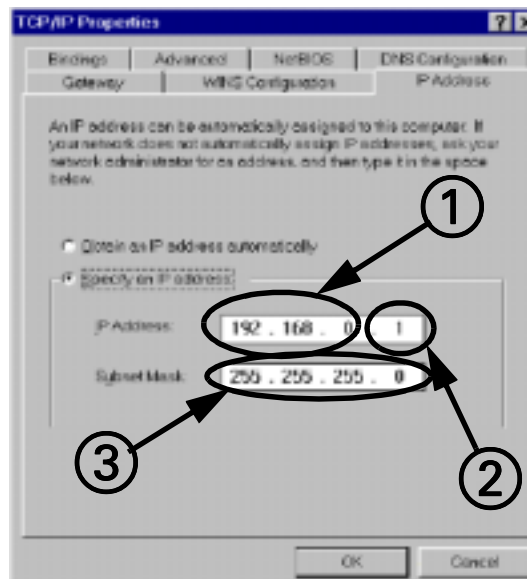 TCP/IP Properties
Bindings Advanced NetBIOS DNS Configuration
Gateway WINS Configuration IP Address
An IP address can be automatically assigned to this computer. If
your network does not automatically assign IP addresses, ask your
network administrator for an address, and then type it in the space
below.
1
Obtain an IP address automatically
Specify an IP address:
IP Address: 192 . 168 . 0 . 1
Subnet Mask: 255 . 255 . 255 . 0
3
2
OK Cancel